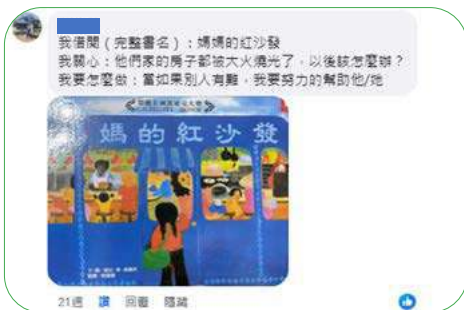 我借閱(完整書名):媽媽的紅沙發
我關心:他們家的房子都被大火燒光了,以後該怎麼辦?
我要怎麼做:當如果別人有難,我要努力的幫助他/她
媽的紅沙發
21週 讚 回覆 隱藏